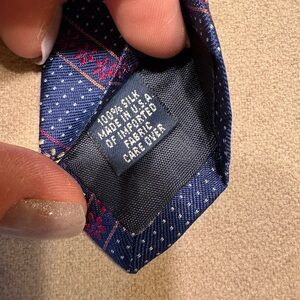 100% SILK
MADE IN U.S.A
OF IMPORTED
FABRIC
CARE OVER